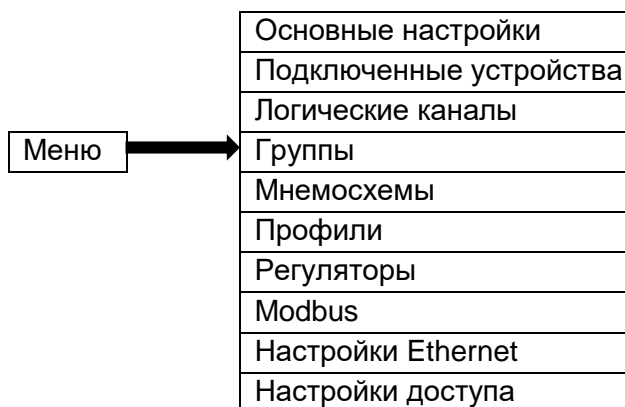 Основные настройки
Подключенные устройства
Логические каналы
Меню
Группы
Мнемосхемы
Профили
Регуляторы
Modbus
Настройки Ethernet
Настройки доступа